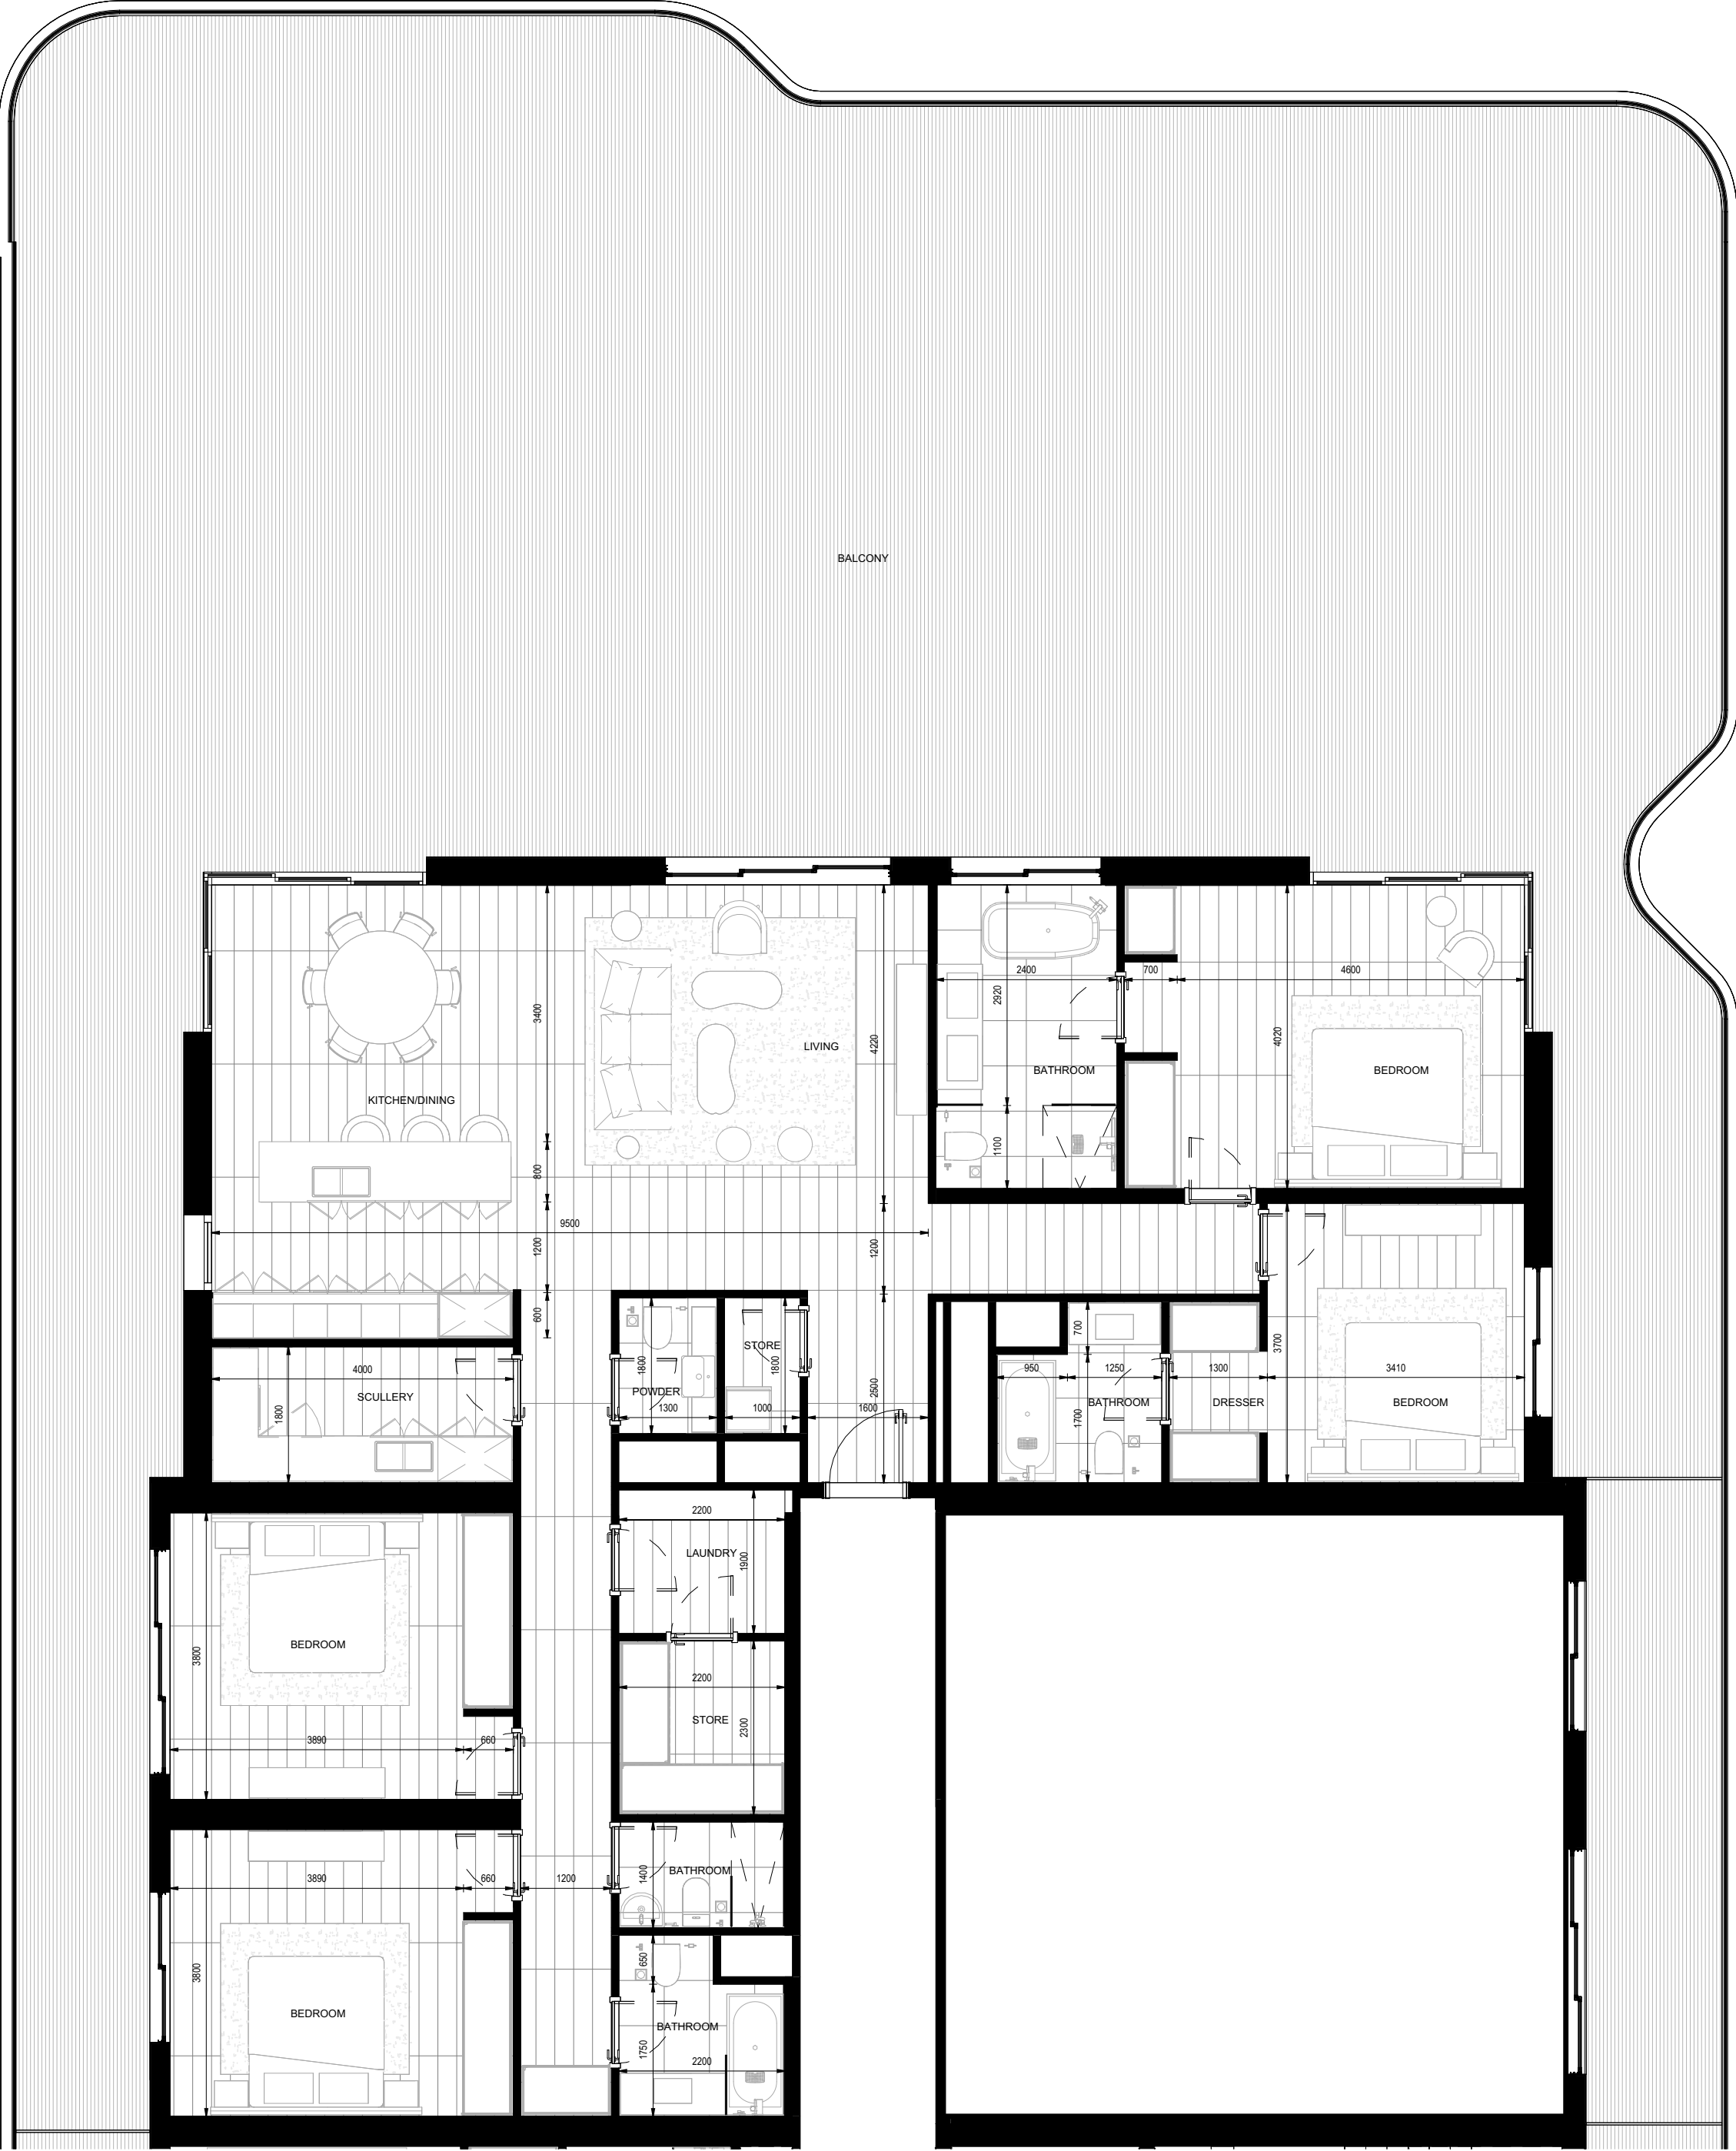 BALCONY
2400
700
4600
2920
3400
4020
4220
LIVING
BATHROOM
BEDROOM
KITCHEN/DINING
1100
800
9500
1200
1200
600
700
3700
STORE
1800
1800
4000
950
1250
1300
3410
POWDER
2500
SCULLERY
BATHROOM
DRESSER
BEDROOM
1300
1000
1600
1800
1700
2200
LAUNDRY
1900
BEDROOM
3800
2200
STORE
2300
3890
660
BATHROOM
3890
660
1200
1400
650
3800
BEDROOM
BATHROOM
1750
2200